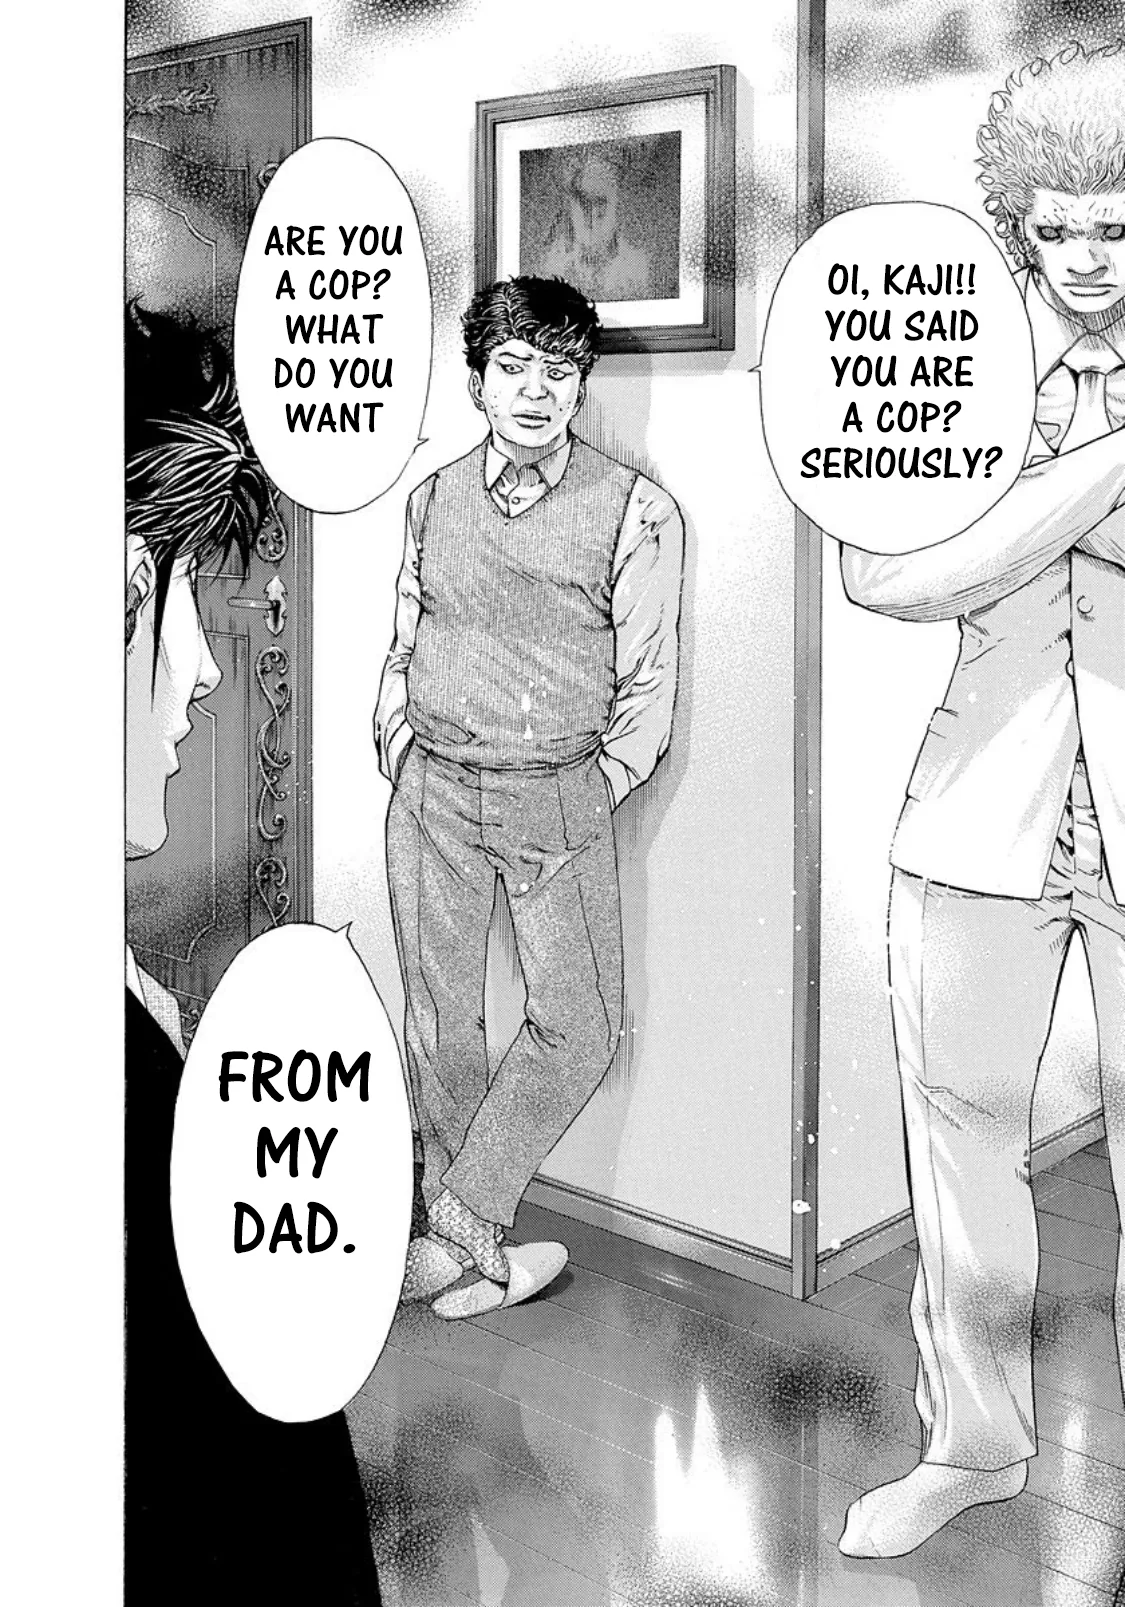 OI, KAJI!!
YOU SAID
YOU ARE
A COP?
SERIOUSLY?
ARE YOU
A COP?
WHAT
DO YOU
WANT
FROM
MY
DAD.